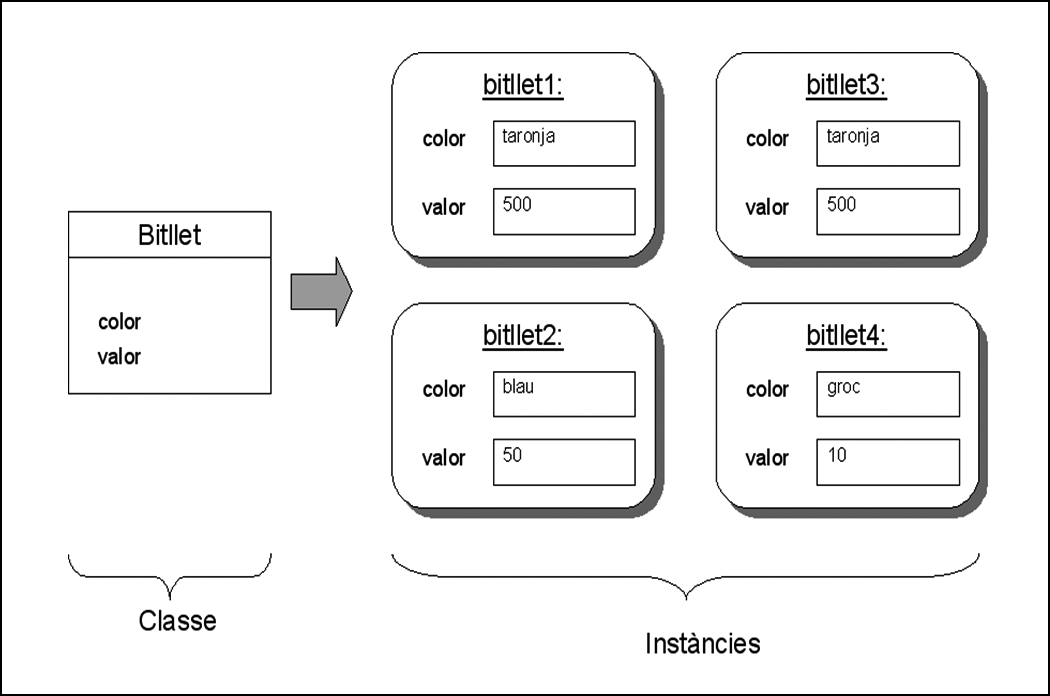 Bitllet
color
valor
Classe
bitllet1:
color taronja
valor 500
bitllet3:
color taronja
valor 500
bitllet2:
color blau
valor 50
bitllet4:
color groc
valor 10
Instàncies